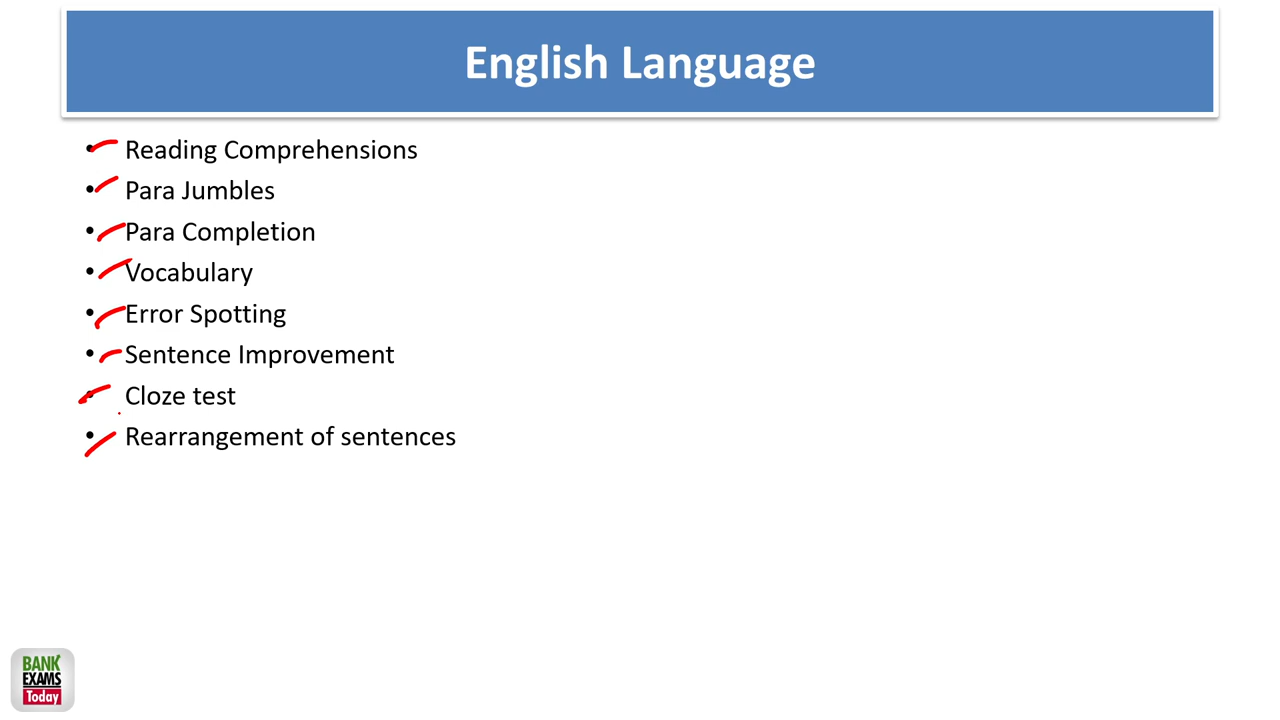 English Language
• Reading Comprehensions
• Para Jumbles
• Para Completion
• Vocabulary
• Error Spotting
• Sentence Improvement
• Cloze test
• Rearrangement of sentences
BANK
EXAMS
Today